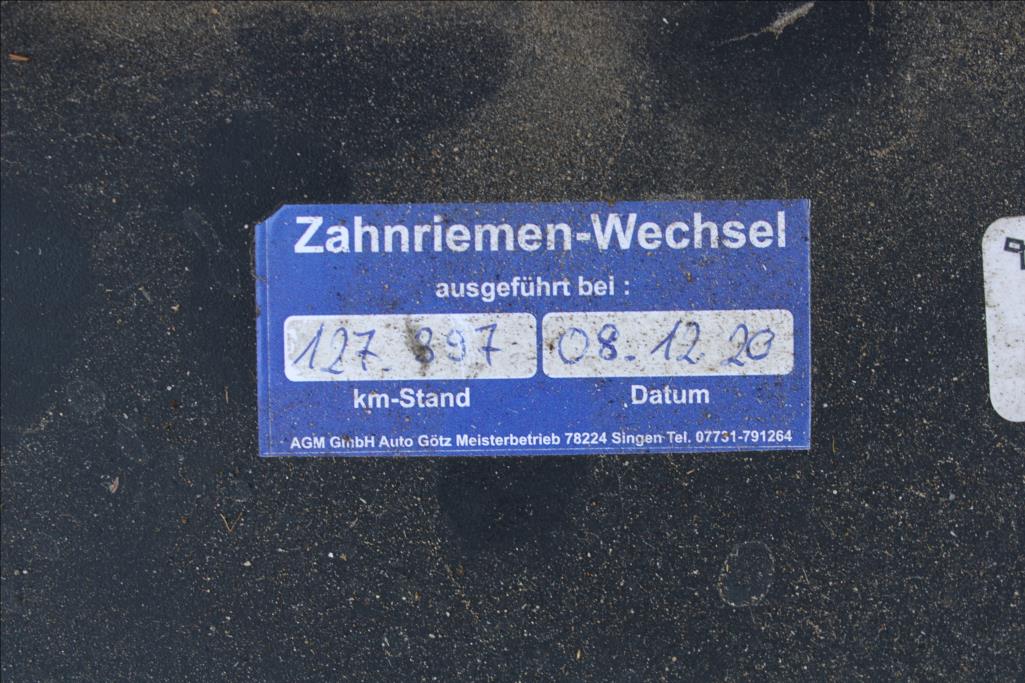 Zahnriemen-Wechsel
ausgeführt bei :
127.897 08.12.20
km-Stand Datum
AGM GmbH Auto Götz Meisterbetrieb 78224 Singen Tel. 07731-791264